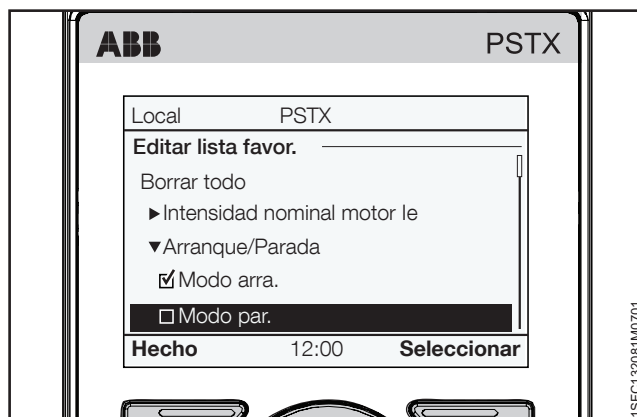 ABB PSTX
Local PSTX
Editar lista favor.
Borrar todo
▸Intensidad nominal motor Ie
▾Arranque/Parada
☑Modo arra.
☐Modo par.
Hecho 12:00 Seleccionar
1SFC132081M0701